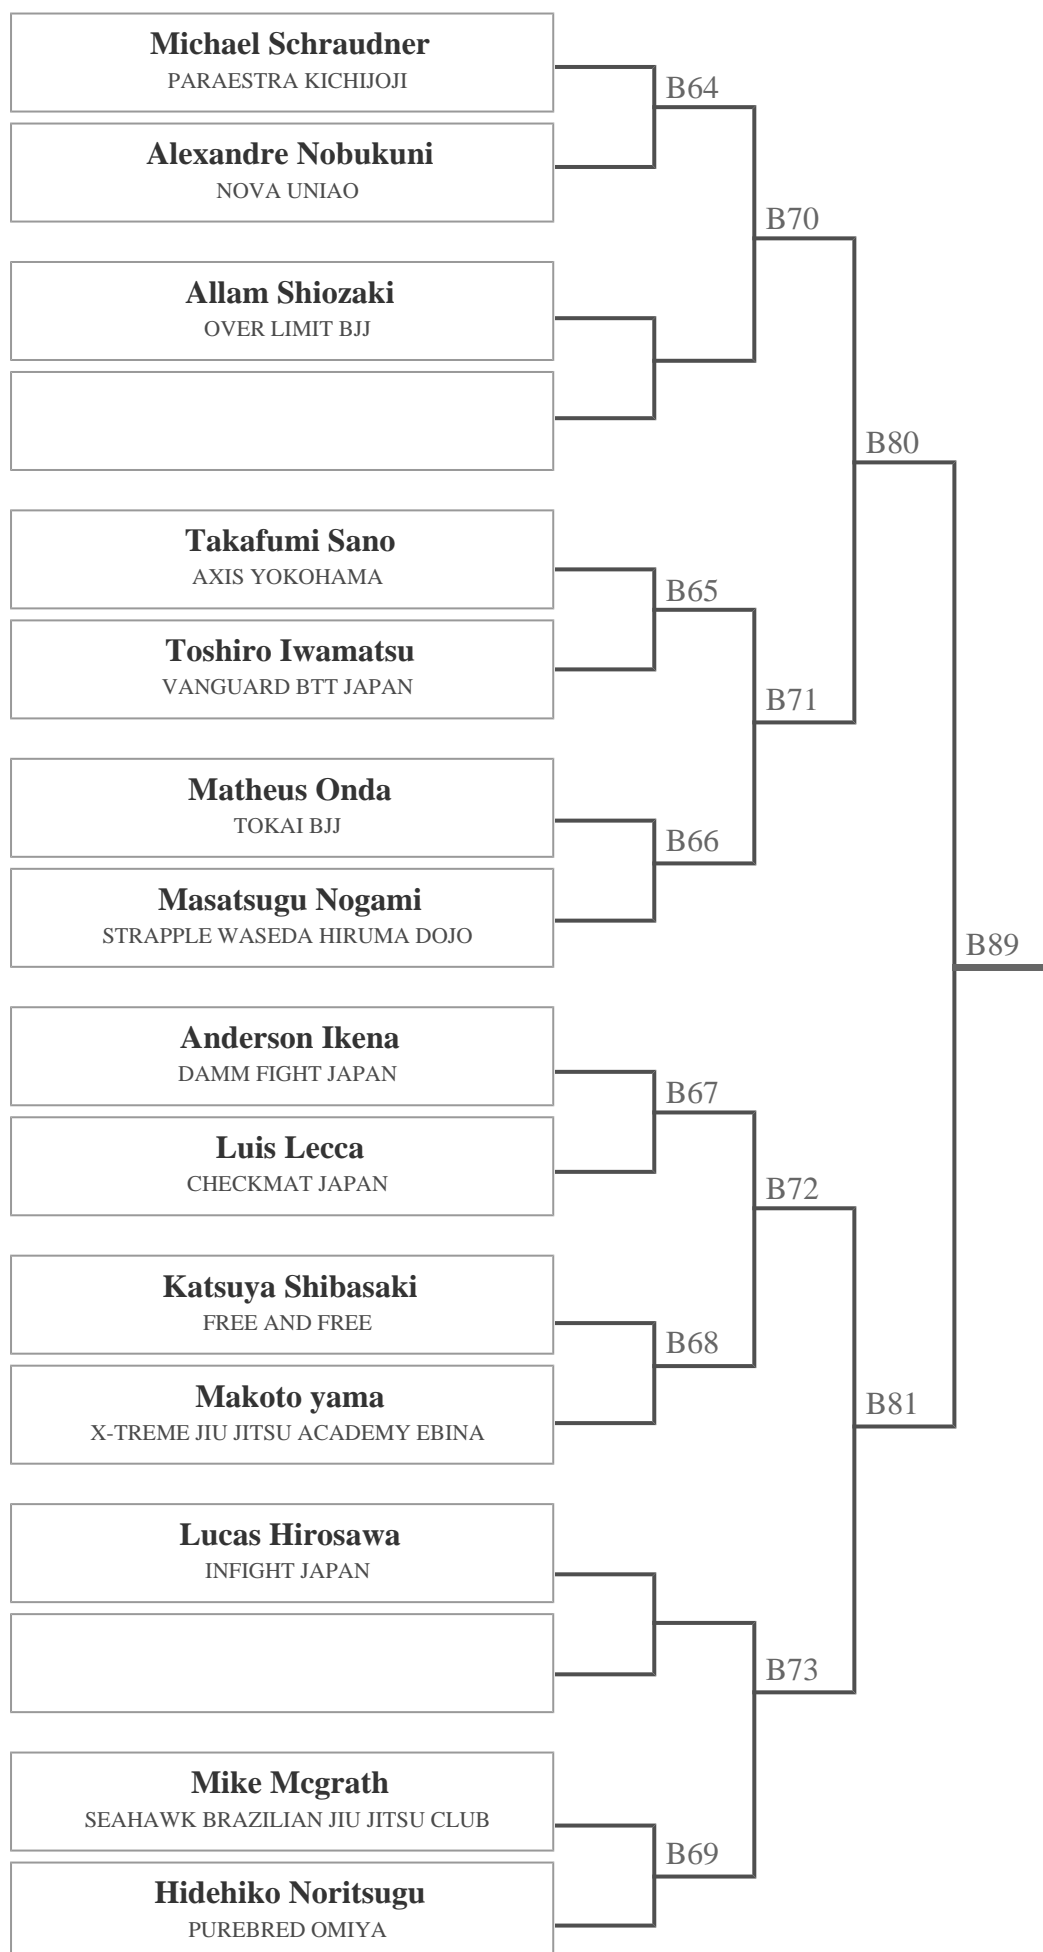 Michael Schraudner
PARAESTRA KICHIJOJI
B64
Alexandre Nobukuni
NOVA UNIAO
B70
Allam Shiozaki
OVER LIMIT BJJ
B80
Takafumi Sano
AXIS YOKOHAMA
B65
Toshiro Iwamatsu
VANGUARD BTT JAPAN
B71
Matheus Onda
TOKAI BJJ
B66
Masatsugu Nogami
STRAPPLE WASEDA HIRUMA DOJO
B89
Anderson Ikena
DAMM FIGHT JAPAN
B67
Luis Lecca
CHECKMAT JAPAN
B72
Katsuya Shibasaki
FREE AND FREE
B68
Makoto yama
X-TREME JIU JITSU ACADEMY EBINA
B81
Lucas Hirosawa
INFIGHT JAPAN
B73
Mike Mcgrath
SEAHAWK BRAZILIAN JIU JITSU CLUB
B69
Hidehiko Noritsugu
PUREBRED OMIYA